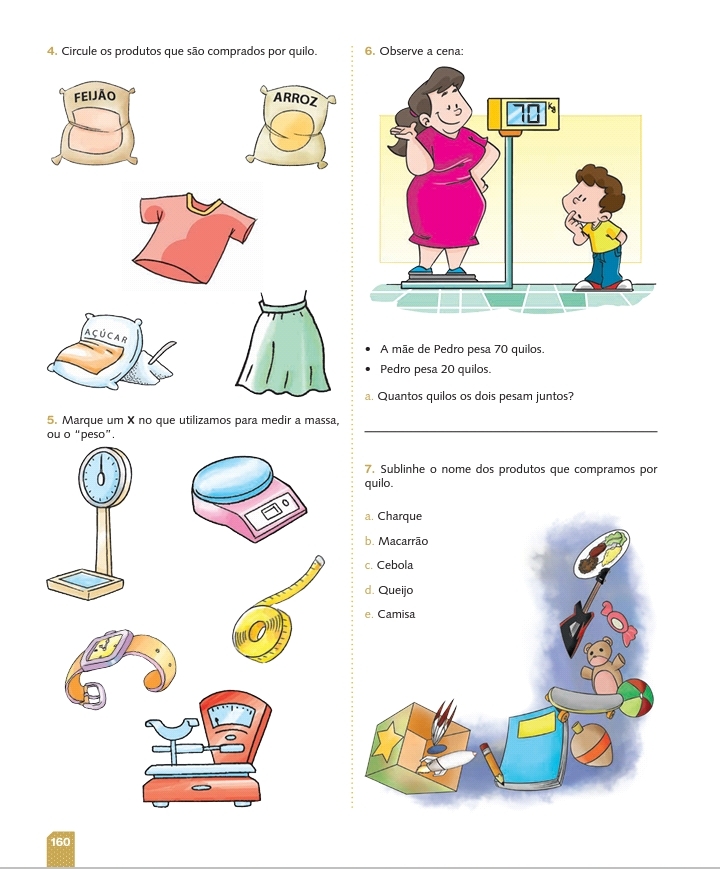 4. Circule os produtos que são comprados por quilo.
FEIJÃO
ARROZ
AÇÚCAR
5. Marque um X no que utilizamos para medir a massa,
ou o “peso”.
6. Observe a cena:
70 Kg
• A mãe de Pedro pesa 70 quilos.
• Pedro pesa 20 quilos.
a. Quantos quilos os dois pesam juntos?
7. Sublinhe o nome dos produtos que compramos por
quilo.
a. Charque
b. Macarrão
c. Cebola
d. Queijo
e. Camisa
160